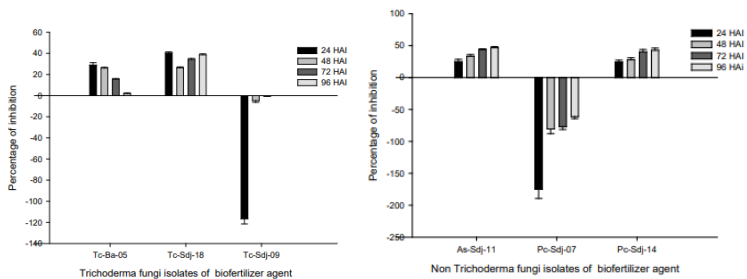 Percentage of inhibition
60
40
20
0
-20
-40
-60
-80
-100
-120
-140
24 HAI
48 HAI
72 HAI
96 HAI
Tc-Ba-05 Tc-Sdj-18 Tc-Sdj-09
Trichoderma fungi isolates of biofertilizer agent
Percentage of inhibition
100
50
0
-50
-100
-150
-200
-250
24 HAI
48 HAI
72 HAI
96 HAi
As-Sdj-11 Pc-Sdj-07 Pc-Sdj-14
Non Trichoderma fungi isolates of biofertilizer agent